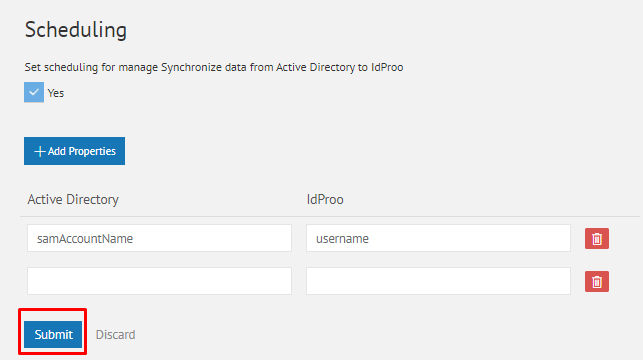 Scheduling
Set scheduling for manage Synchronize data from Active Directory to IdProo
Yes
Add Properties
Active Directory IdProo
samAccountName username
Submit Discard